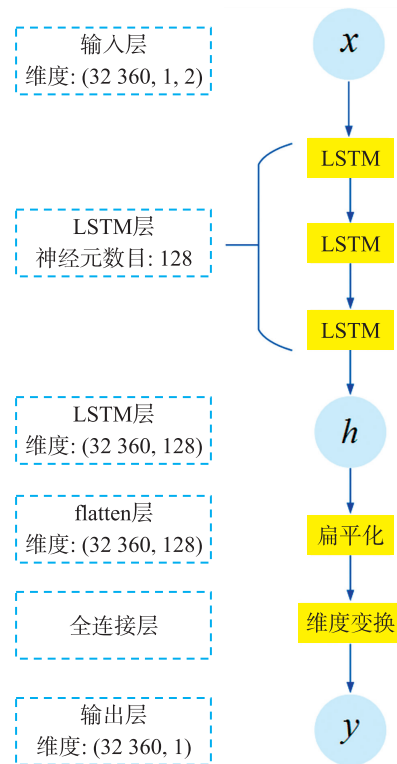 输入层
维度: (32 360, 1, 2)
x
LSTM
LSTM层
神经元数目: 128
LSTM
LSTM
LSTM层
维度: (32 360, 128)
h
flatten层
维度: (32 360, 128)
扁平化
全连接层
维度变换
输出层
维度: (32 360, 1)
y